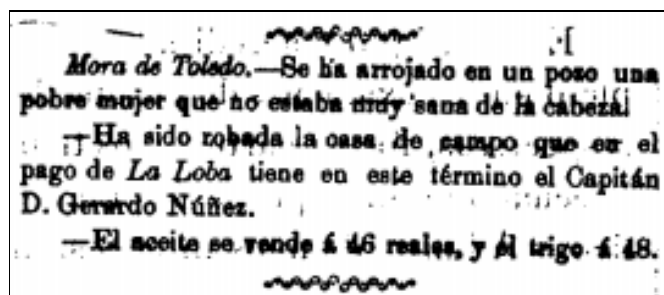 Mora de Toledo.—Se ha arrojado en un pozo una
pobre mujer que no estaba muy sana de la cabeza.
—Ha sido robada la casa de campo que en el
pago de La Loba tiene en este término el Capitán
D. Gerardo Núñez.
—El aceite se vende á 46 reales, y el trigo á 48.